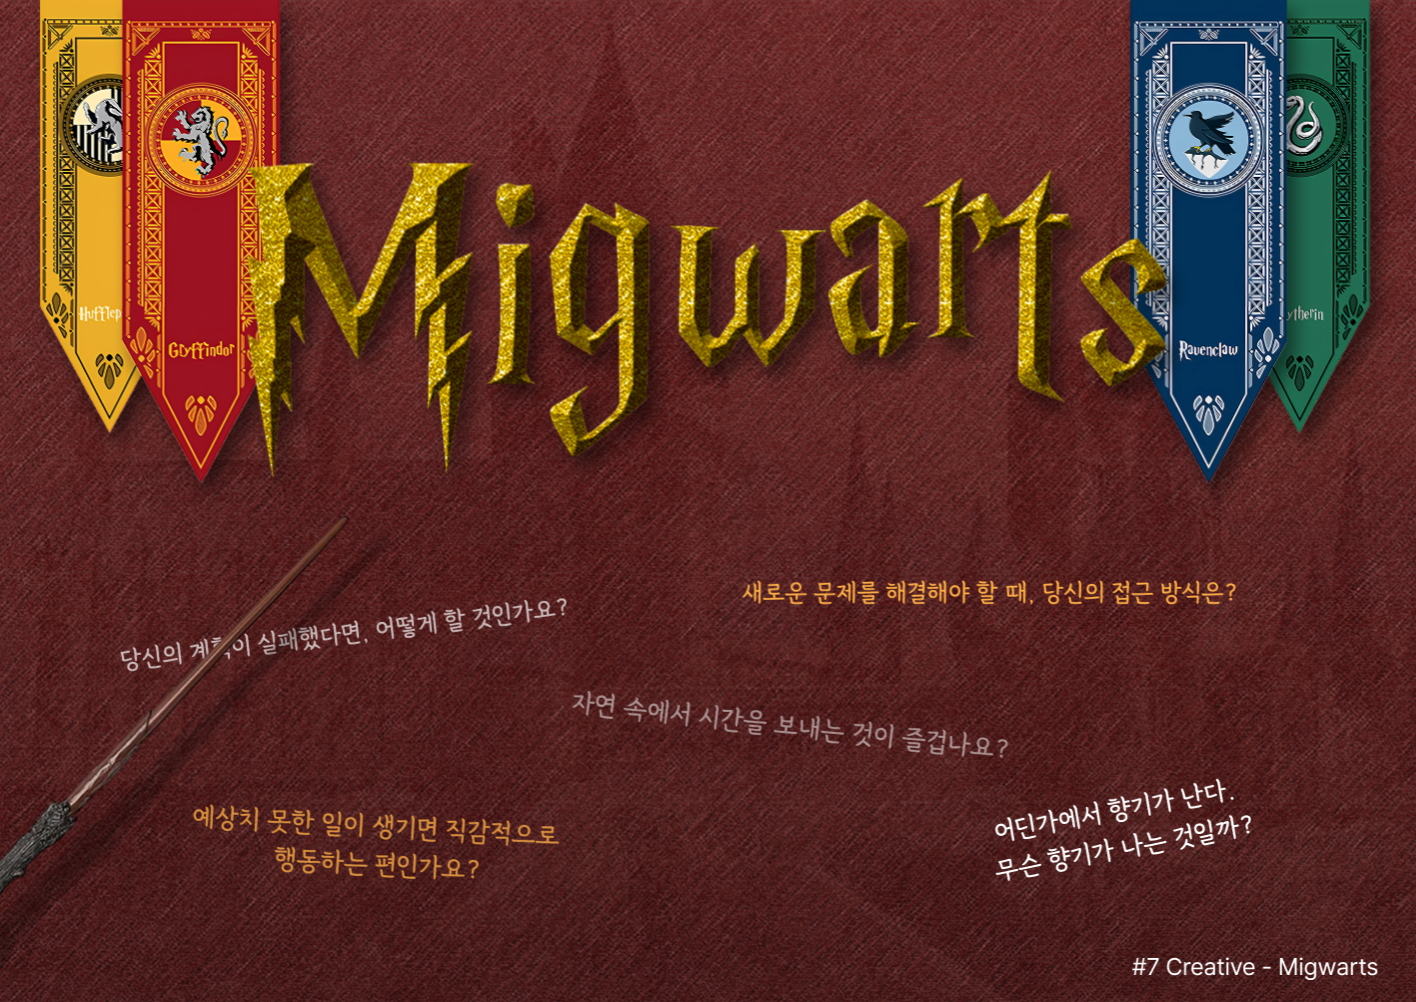 Migwarts
Hufflep
Gryffindor
Ravenclaw
ytherin
당신의 계획이 실패했다면, 어떻게 할 것인가요?
새로운 문제를 해결해야 할 때, 당신의 접근 방식은?
자연 속에서 시간을 보내는 것이 즐겁나요?
예상치 못한 일이 생기면 직감적으로
행동하는 편인가요?
어딘가에서 향기가 난다.
무슨 향기가 나는 것일까?
#7 Creative - Migwarts